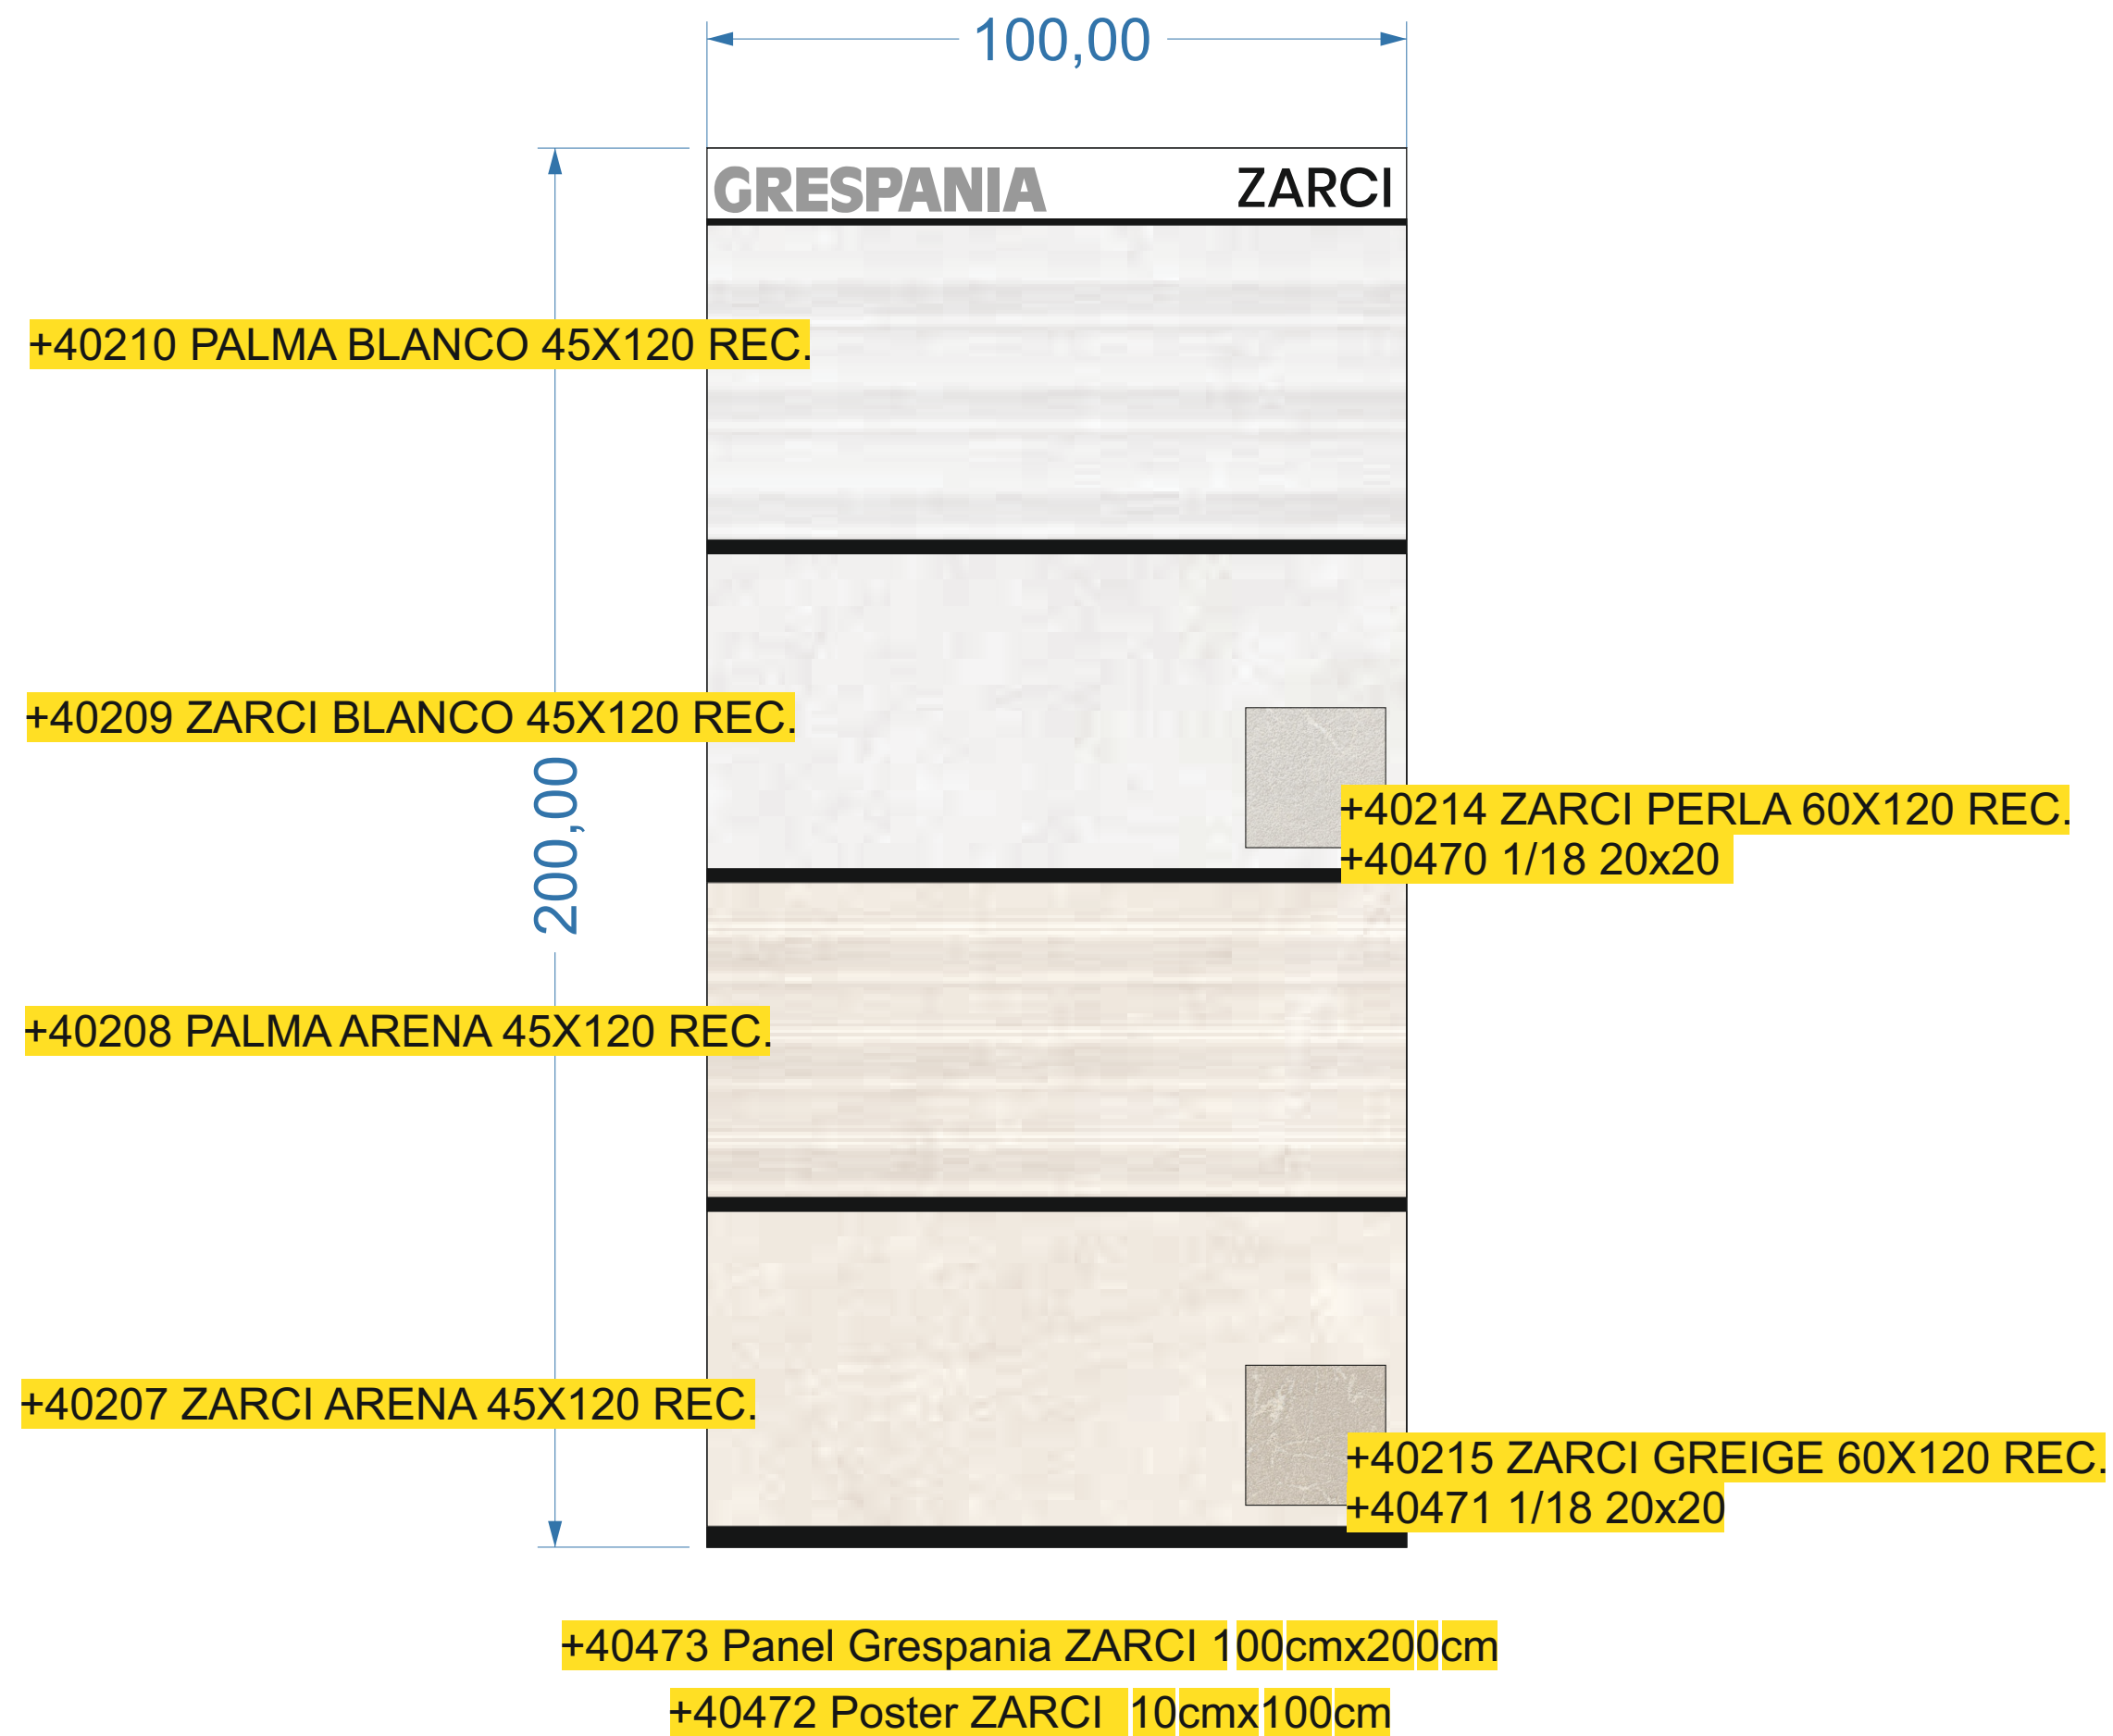 100,00
GRESPANIA ZARCI
+40210 PALMA BLANCO 45X120 REC.
+40209 ZARCI BLANCO 45X120 REC.
200,00
+40214 ZARCI PERLA 60X120 REC.
+40470 1/18 20x20
+40208 PALMA ARENA 45X120 REC.
+40207 ZARCI ARENA 45X120 REC.
+40215 ZARCI GREIGE 60X120 REC.
+40471 1/18 20x20
+40473 Panel Grespania ZARCI 100cmx200cm
+40472 Poster ZARCI 10cmx100cm